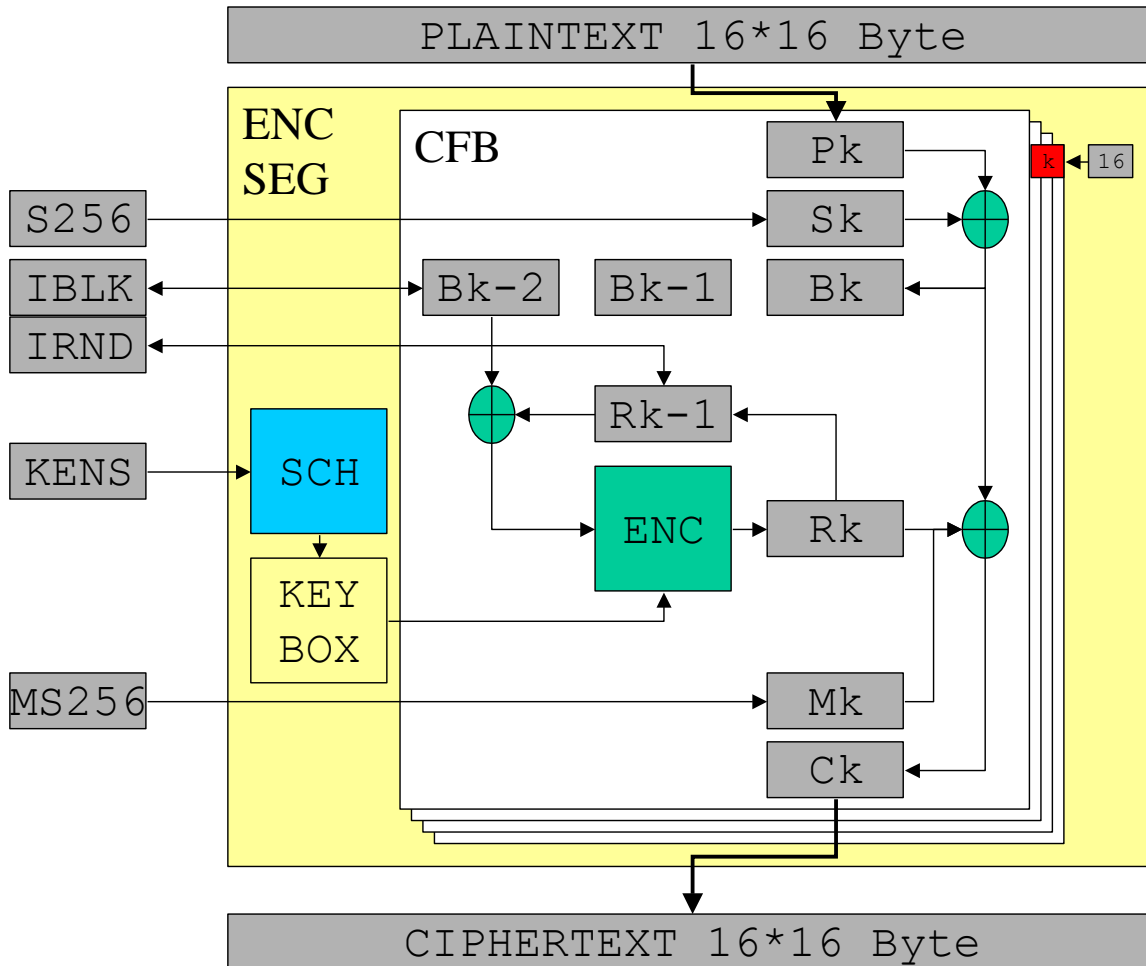 PLAINTEXT 16*16 Byte
ENC
SEG
CFB
Pk
k
16
S256
Sk
IBLK
Bk-2
Bk-1
Bk
IRND
Rk-1
KENS
SCH
ENC
Rk
KEY
BOX
MS256
Mk
Ck
CIPHERTEXT 16*16 Byte